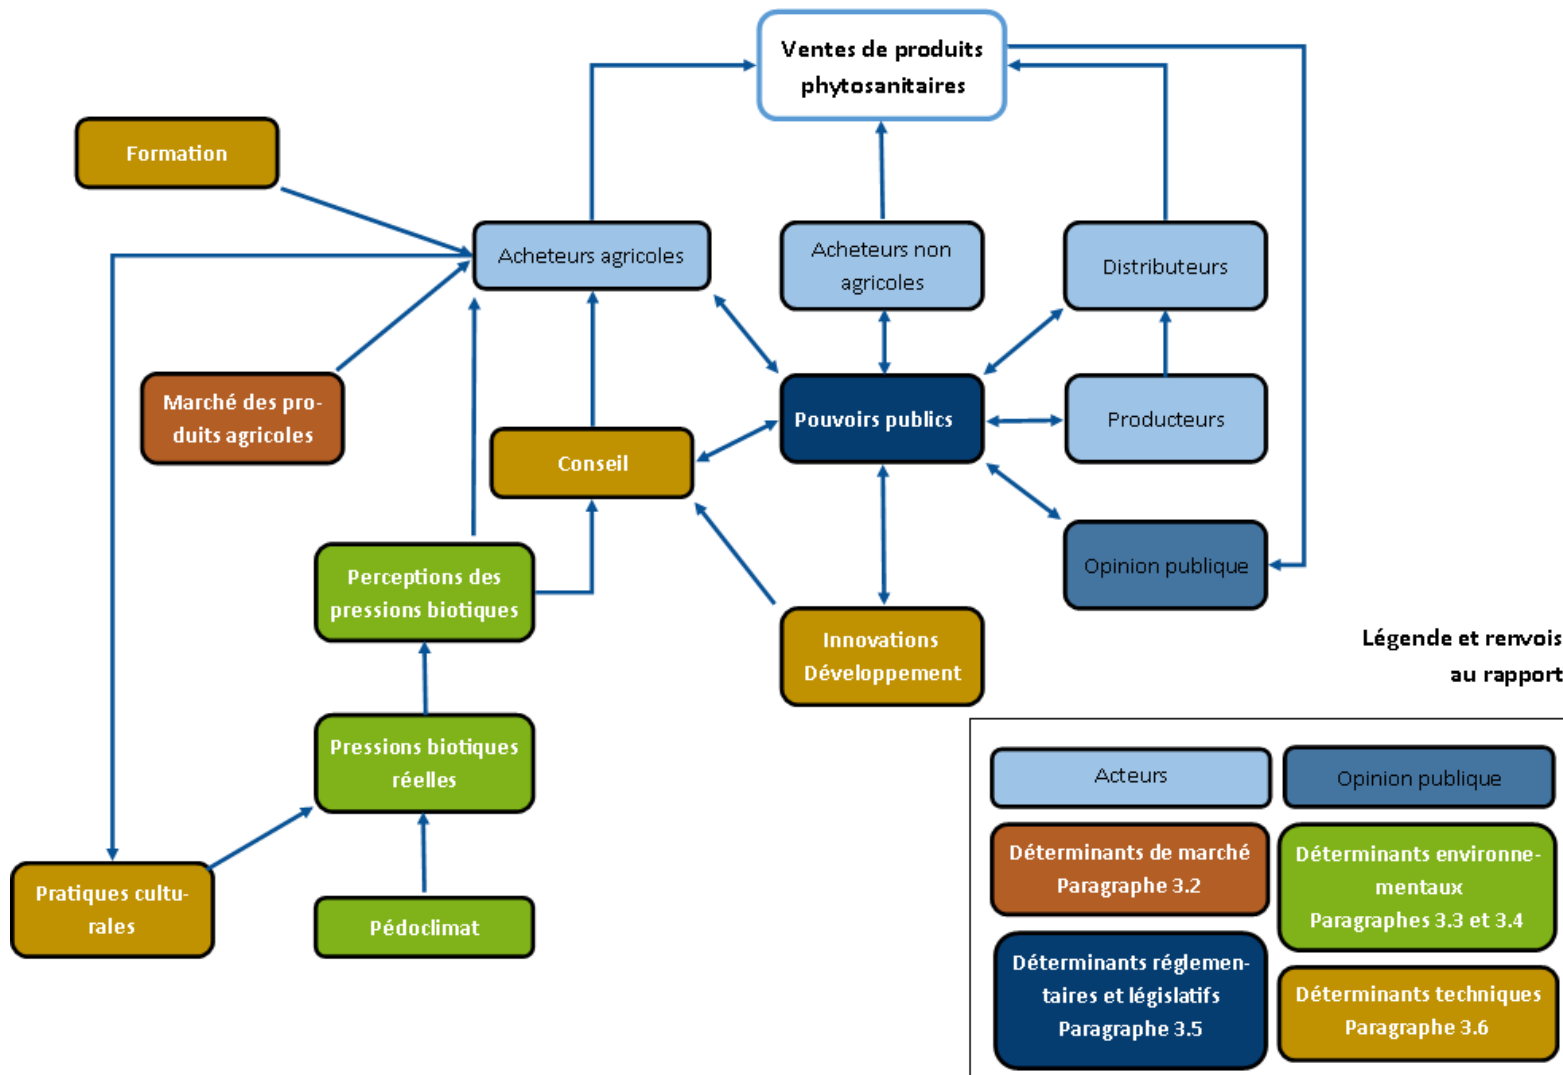 Ventes de produits
phytosanitaires
Formation
Acheteurs agricoles
Acheteurs non
agricoles
Distributeurs
Marché des pro-
duits agricoles
Pouvoirs publics
Producteurs
Conseil
Perceptions des
pressions biotiques
Opinion publique
Innovations
Développement
Pressions biotiques
réelles
Pratiques cultu-
rales
Pédoclimat
Légende et renvois
au rapport
Acteurs
Opinion publique
Déterminants de marché
Paragraphe 3.2
Déterminants environne-
mentaux
Paragraphes 3.3 et 3.4
Déterminants réglemen-
taires et législatifs
Paragraphe 3.5
Déterminants techniques
Paragraphe 3.6